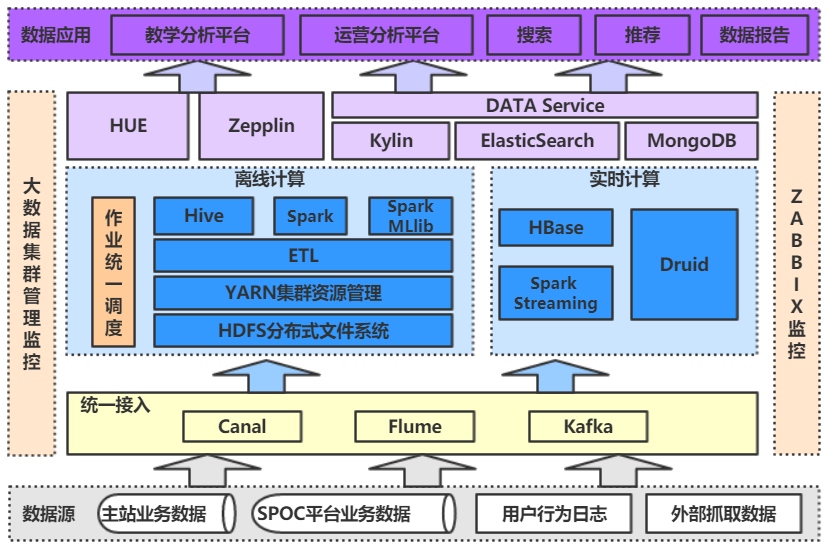 数据应用
教学分析平台
运营分析平台
搜索
推荐
数据报告
大数据集群管理监控
HUE
Zepplin
DATA Service
Kylin
ElasticSearch
MongoDB
离线计算
作业统一调度
Hive
Spark
Spark
MLlib
ETL
YARN集群资源管理
HDFS分布式文件系统
实时计算
HBase
Spark
Streaming
Druid
ZABBIX监控
统一接入
Canal
Flume
Kafka
数据源
主站业务数据
SPOC平台业务数据
用户行为日志
外部抓取数据